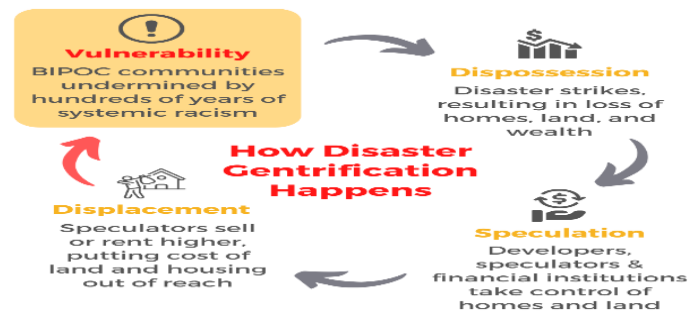 Vulnerability
BIPOC communities
undermined by
hundreds of years of
systemic racism
Dispossession
Disaster strikes,
resulting in loss of
homes, land, and
wealth
How Disaster
Gentrification
Happens
Displacement
Speculators sell
or rent higher,
putting cost of
land and housing
out of reach
Speculation
Developers,
speculators &
financial institutions
take control of
homes and land